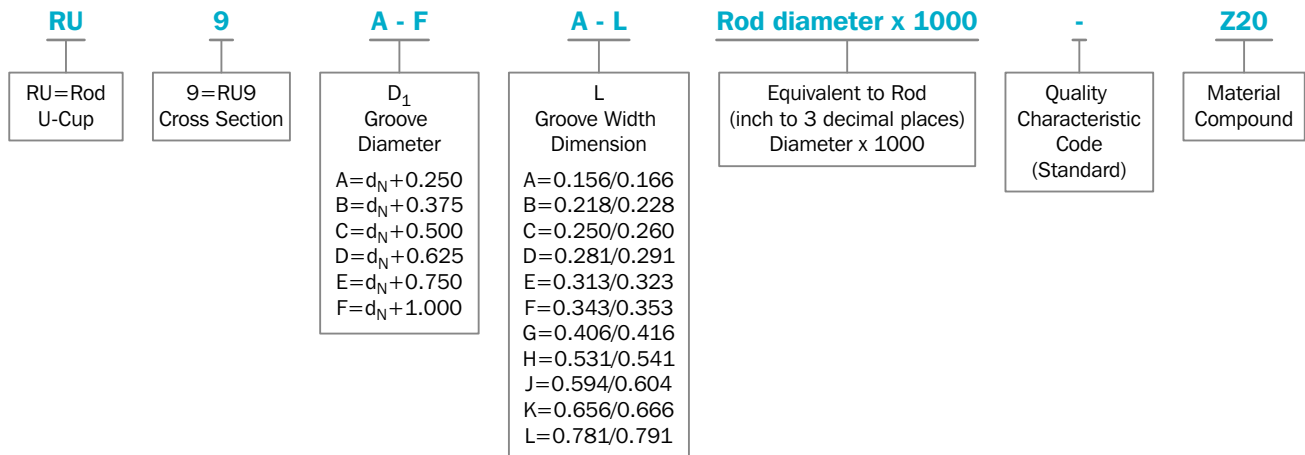 RU 9 A - F A - L Rod diameter x 1000 - Z20
RU=Rod
U-Cup
9=RU9
Cross Section
D₁
Groove
Diameter
A=dN+0.250
B=dN+0.375
C=dN+0.500
D=dN+0.625
E=dN+0.750
F=dN+1.000
L
Groove Width
Dimension
A=0.156/0.166
B=0.218/0.228
C=0.250/0.260
D=0.281/0.291
E=0.313/0.323
F=0.343/0.353
G=0.406/0.416
H=0.531/0.541
J=0.594/0.604
K=0.656/0.666
L=0.781/0.791
Equivalent to Rod
(inch to 3 decimal places)
Diameter x 1000
Quality
Characteristic
Code
(Standard)
Material
Compound